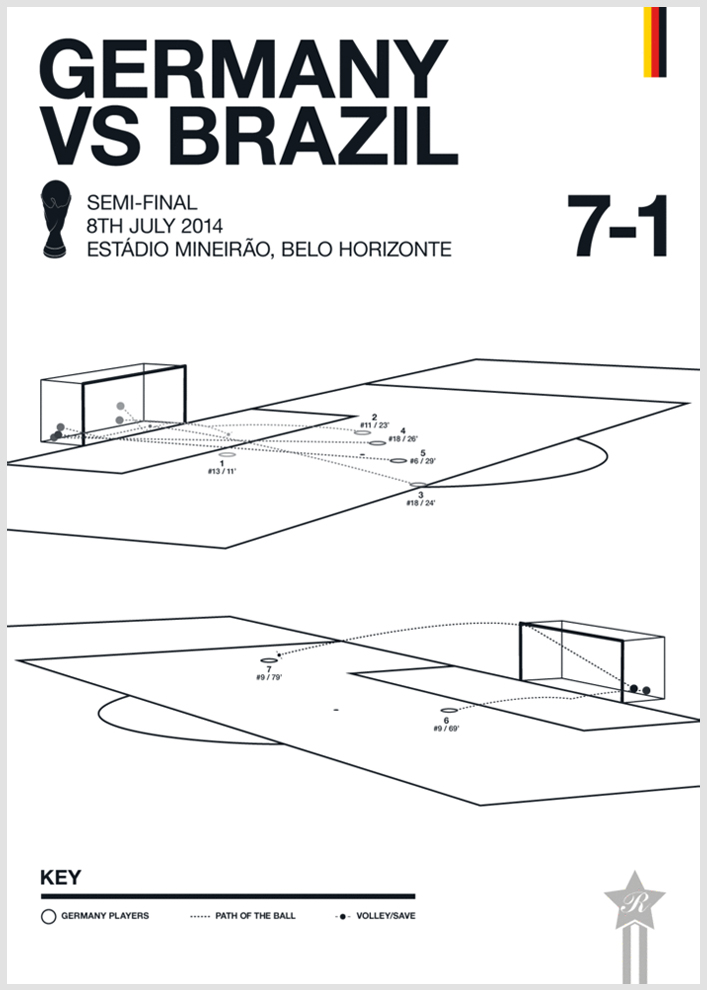 GERMANY
VS BRAZIL
SEMI-FINAL
8TH JULY 2014
ESTÁDIO MINEIRÃO, BELO HORIZONTE
7-1
2
#11 / 23'
4
#18 / 26'
5
#6 / 29'
1
#13 / 11'
3
#18 / 24'
7
#9 / 79'
6
#9 / 69'
KEY
GERMANY PLAYERS
PATH OF THE BALL
VOLLEY/SAVE
R